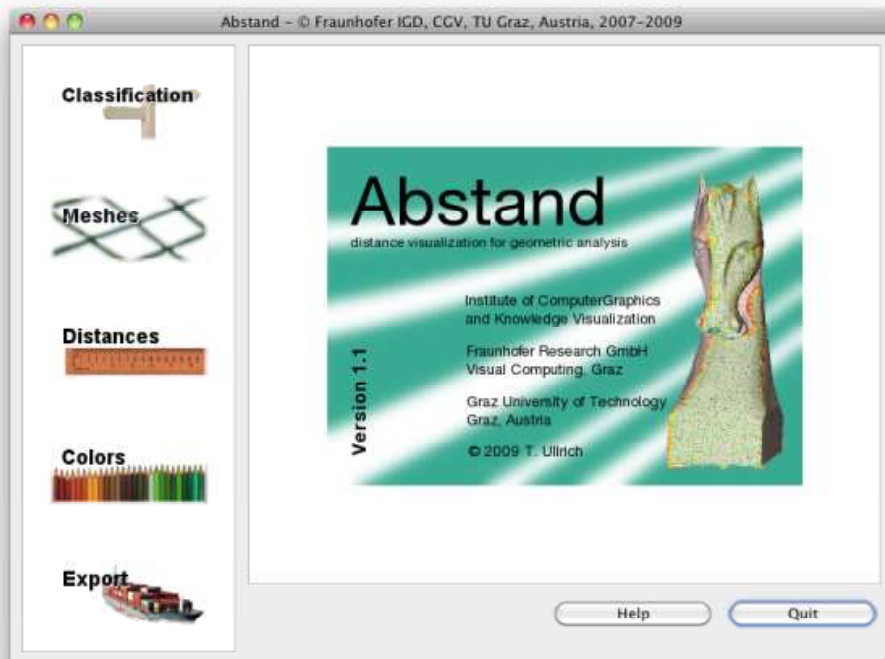 Abstand – © Fraunhofer IGD, CGV, TU Graz, Austria, 2007–2009
Classification
Meshes
Distances
Colors
Export
Abstand
distance visualization for geometric analysis
Institute of ComputerGraphics
and Knowledge Visualization
Fraunhofer Research GmbH
Visual Computing, Graz
Graz University of Technology
Graz, Austria
© 2009 T. Ullrich
Version 1.1
Help
Quit